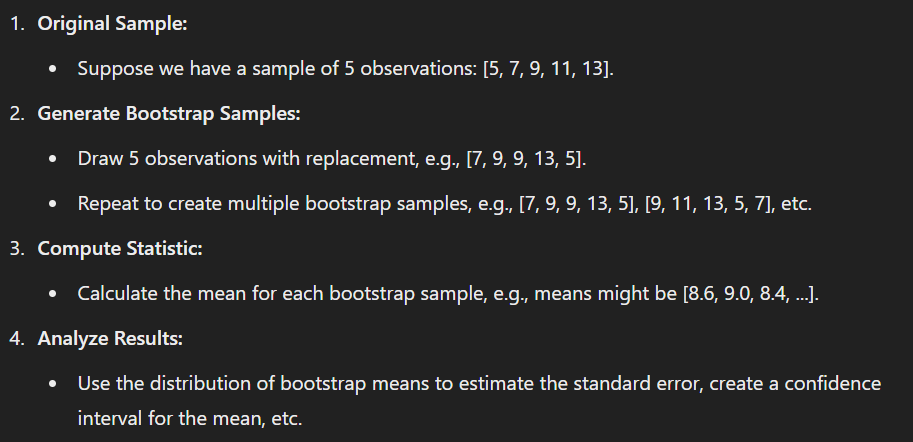 1. Original Sample:
• Suppose we have a sample of 5 observations: [5, 7, 9, 11, 13].
2. Generate Bootstrap Samples:
• Draw 5 observations with replacement, e.g., [7, 9, 9, 13, 5].
• Repeat to create multiple bootstrap samples, e.g., [7, 9, 9, 13, 5], [9, 11, 13, 5, 7], etc.
3. Compute Statistic:
• Calculate the mean for each bootstrap sample, e.g., means might be [8.6, 9.0, 8.4, ...].
4. Analyze Results:
• Use the distribution of bootstrap means to estimate the standard error, create a confidence
interval for the mean, etc.